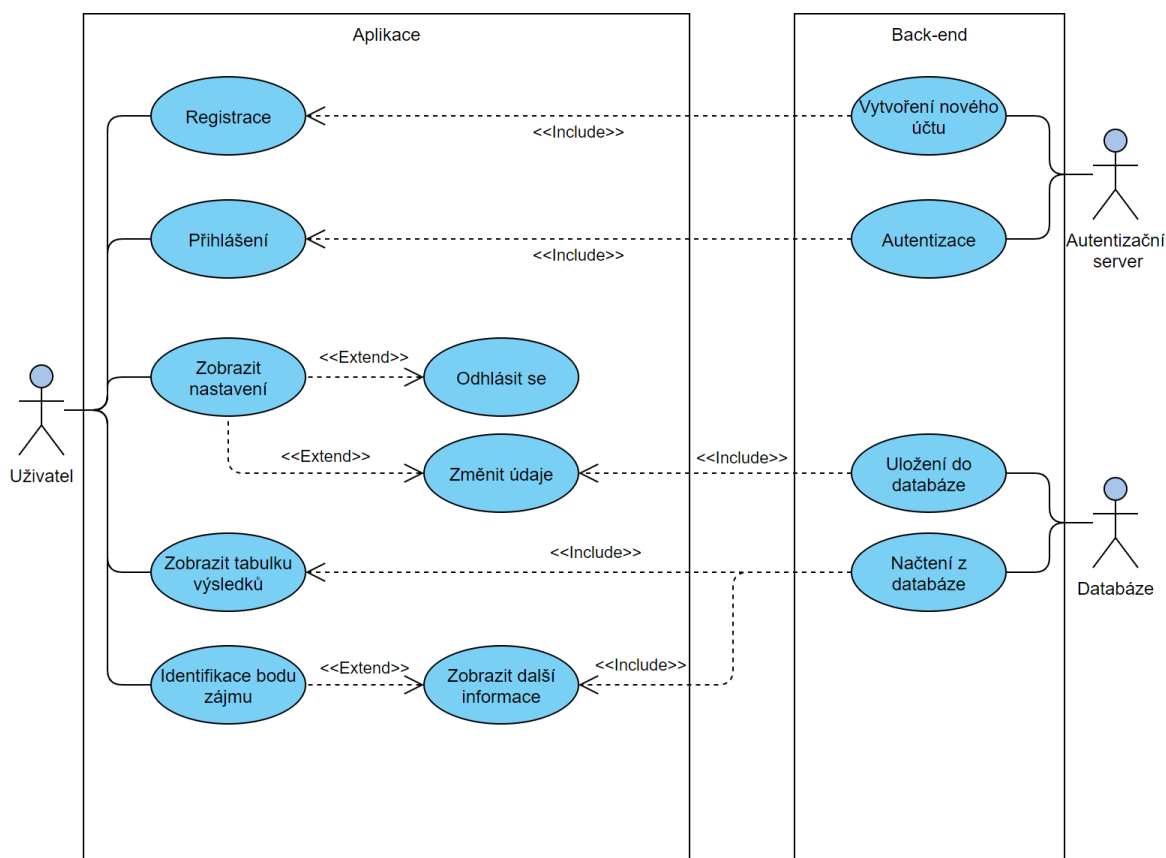 Aplikace
Back-end
Registrace
<<Include>>
Vytvoření nového
účtu
Přihlášení
<<Include>>
Autentizace
Autentizační
server
Zobrazit
nastavení
<<Extend>>
Odhlásit se
Uživatel
<<Extend>>
Změnit údaje
<<Include>>
Uložení do
databáze
Zobrazit tabulku
výsledků
<<Include>>
Načtení z
databáze
Databáze
Identifikace bodu
zájmu
<<Extend>>
Zobrazit další
informace
<<Include>>